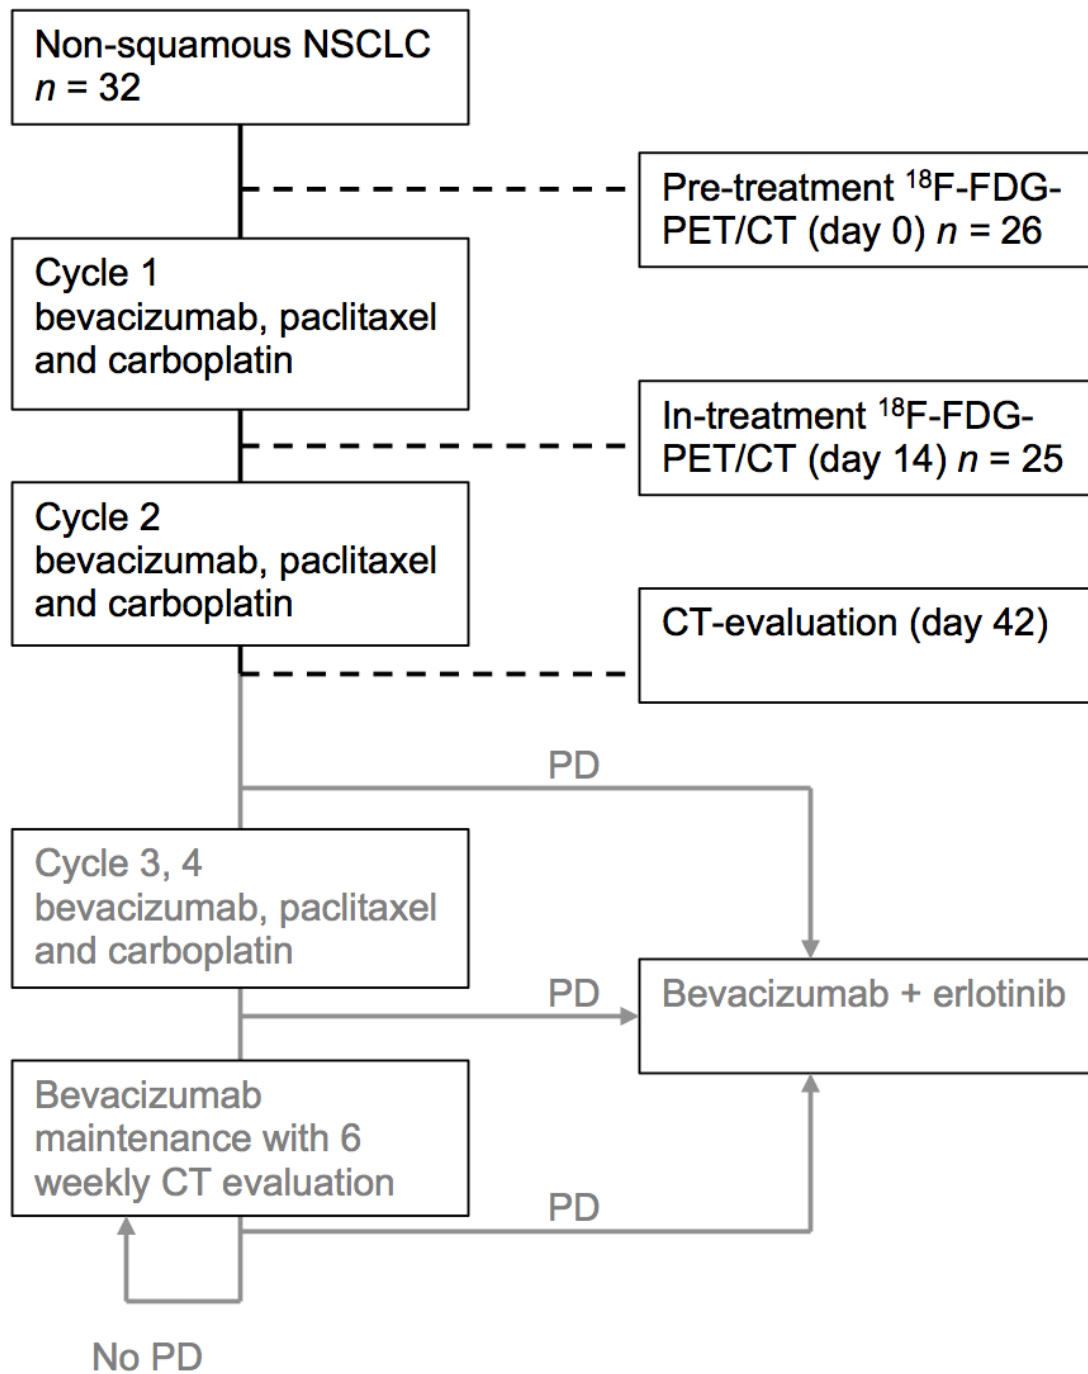 Non-squamous NSCLC
n = 32
Pre-treatment ¹⁸F-FDG-
PET/CT (day 0) n = 26
Cycle 1
bevacizumab, paclitaxel
and carboplatin
In-treatment ¹⁸F-FDG-
PET/CT (day 14) n = 25
Cycle 2
bevacizumab, paclitaxel
and carboplatin
CT-evaluation (day 42)
PD
Cycle 3, 4
bevacizumab, paclitaxel
and carboplatin
PD
Bevacizumab + erlotinib
Bevacizumab
maintenance with 6
weekly CT evaluation
PD
No PD